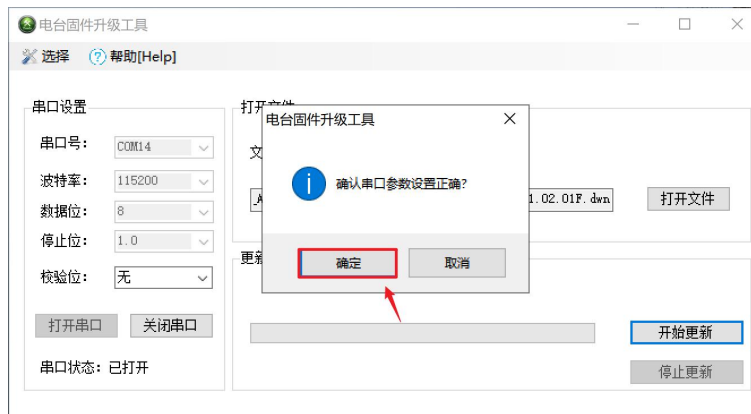 电台固件升级工具
选择 帮助[Help]
串口设置
串口号: COM14
波特率: 115200
数据位: 8
停止位: 1.0
校验位: 无
打开串口 关闭串口
串口状态: 已打开
打开文件
电台固件升级工具
文
确认串口参数设置正确?
1.02.01F.dwn 打开文件
确定 取消
更新
开始更新
停止更新